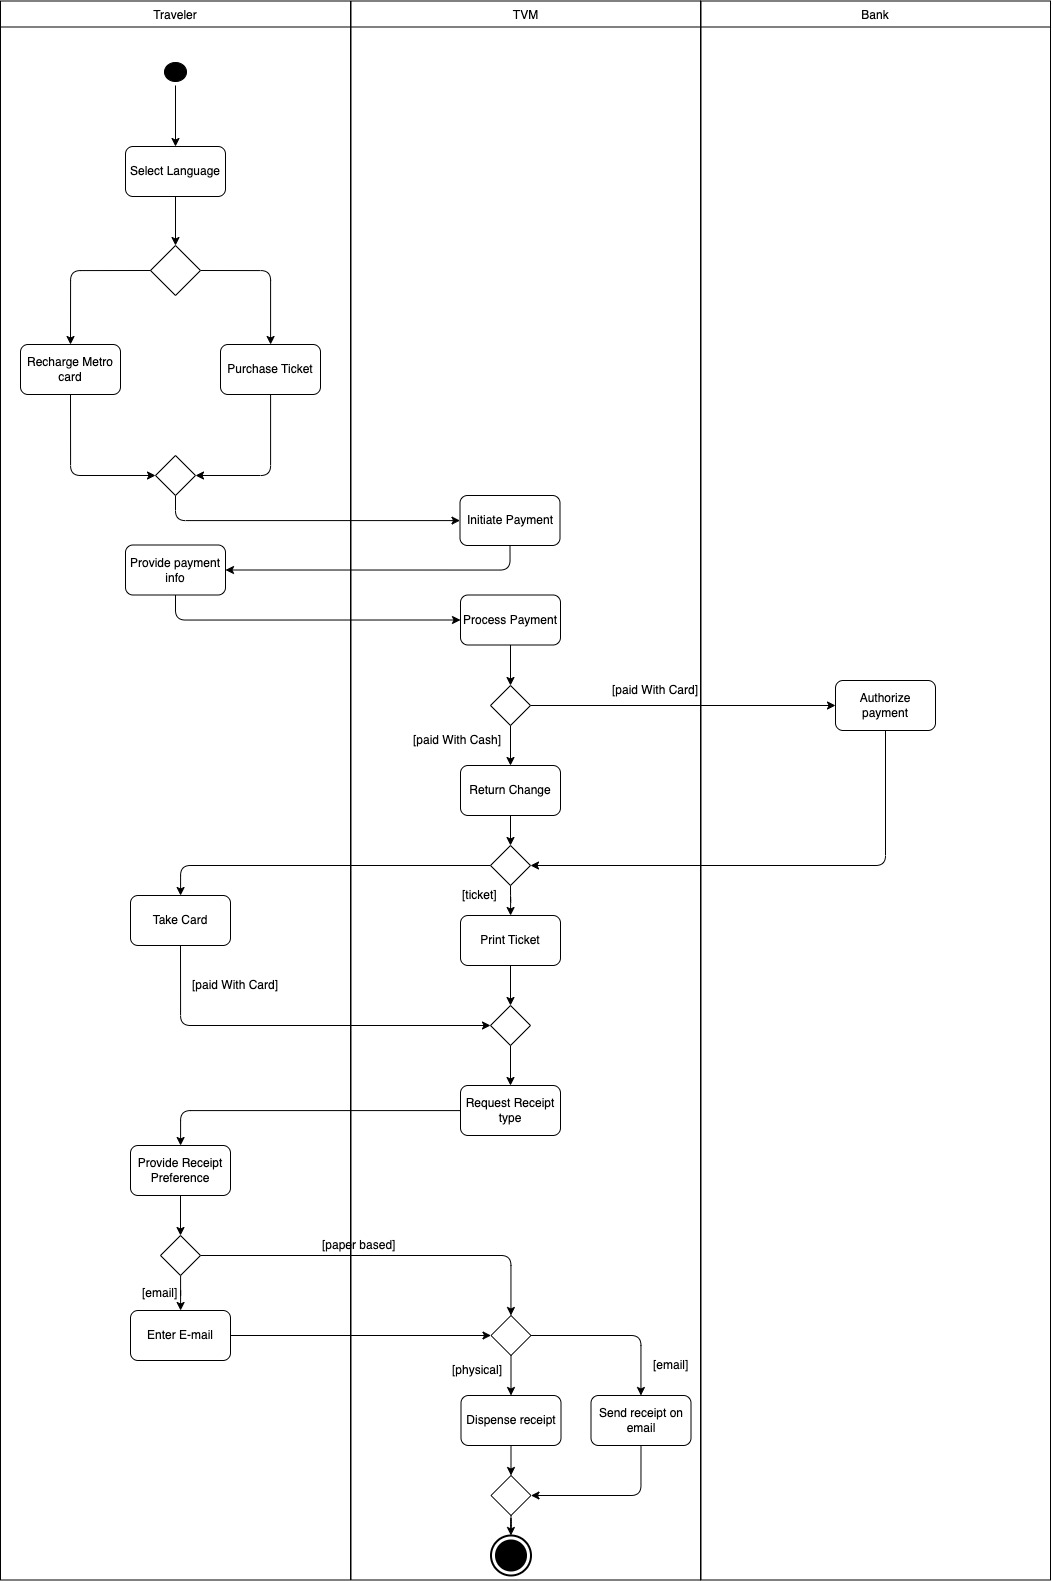 Traveler
TVM
Bank
Select Language
Recharge Metro
card
Purchase Ticket
Initiate Payment
Provide payment
info
Process Payment
[paid With Card]
Authorize
payment
[paid With Cash]
Return Change
[ticket]
Take Card
Print Ticket
[paid With Card]
Request Receipt
type
Provide Receipt
Preference
[paper based]
[email]
Enter E-mail
[physical]
[email]
Dispense receipt
Send receipt on
email